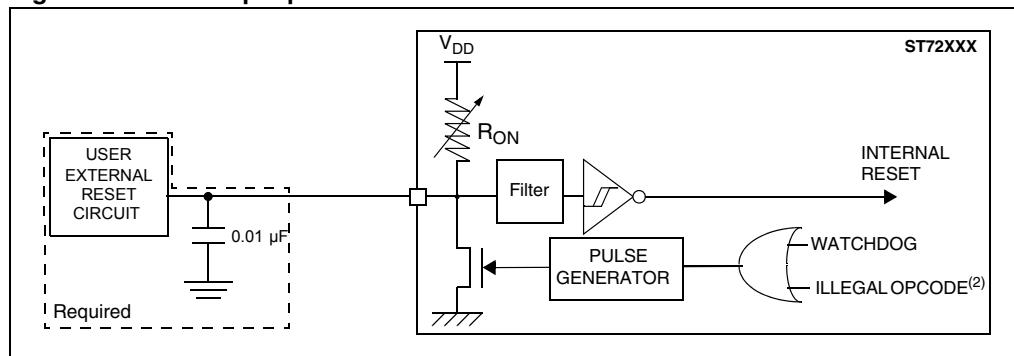 ST72XXX
VDD
RON
USER
EXTERNAL
RESET
CIRCUIT
0.01 µF
Required
Filter
INTERNAL
RESET
PULSE
GENERATOR
WATCHDOG
ILLEGAL OPCODE(2)